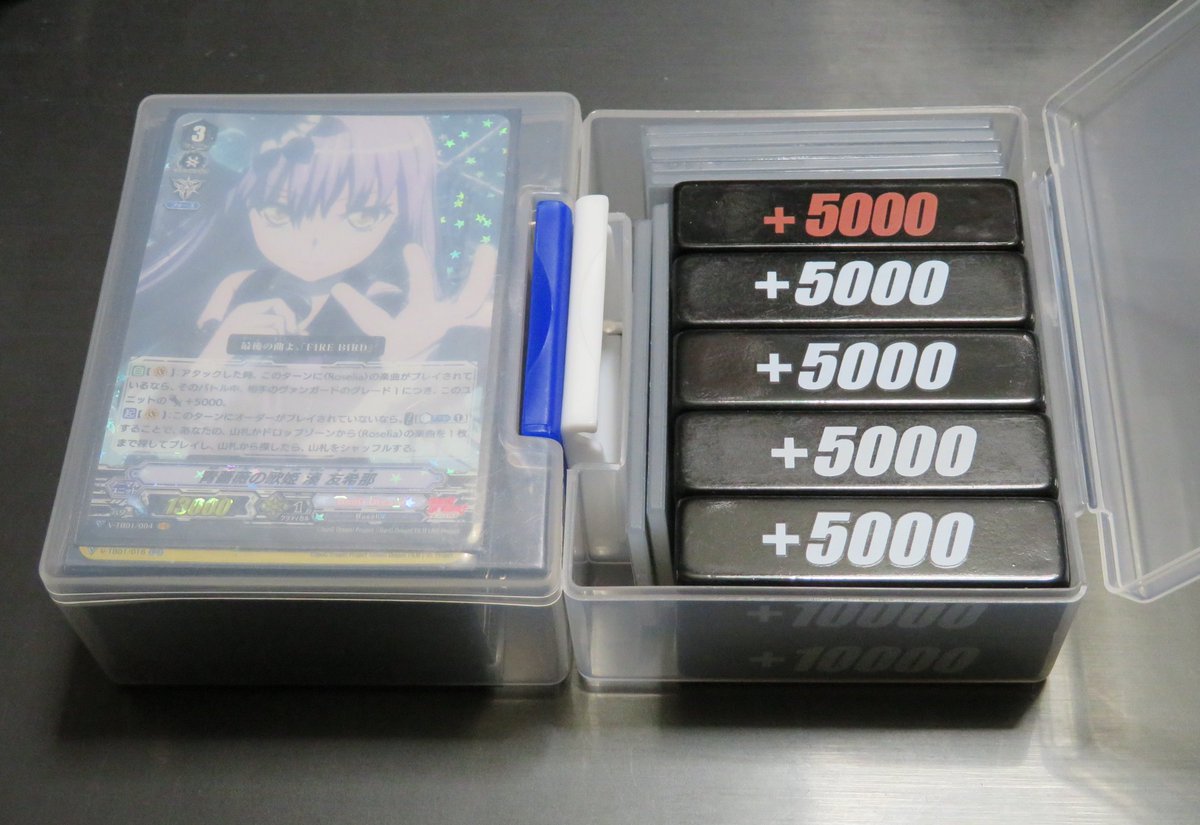 3
最後の曲よ、「FIRE BIRD」
アタックした時、このターンに《Roselia》の楽曲がプレイされて
いるなら、そのバトル中、相手のヴァンガードのグレード1につき、このユ
ニットの +5000。
:このターンにオーダーがプレイされていないなら、
することで、あなたの、山札かドロップゾーンから《Roselia》の楽曲を1枚
まで探してプレイし、山札から探したら、山札をシャッフルする。
青薔薇の歌姫 湊 友希那
13000
V-TB01/004
V-TB01/018
+5000
+5000
+5000
+5000
+5000
+10000
+10000